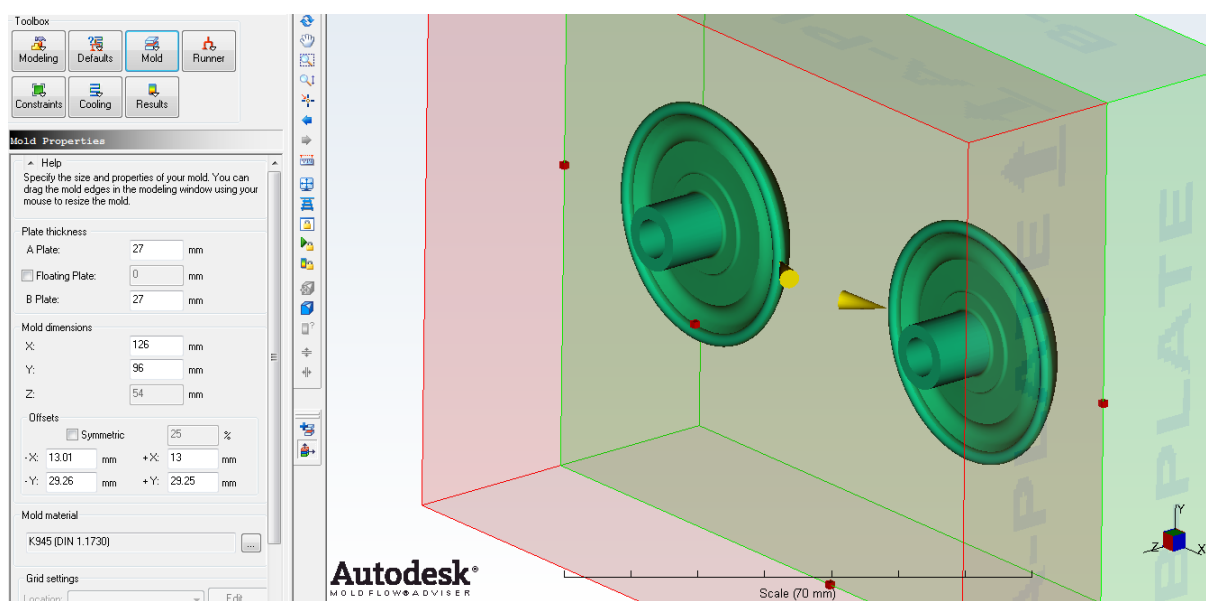 Toolbox
Modeling Defaults Mold Runner
Constraints Cooling Results
Mold Properties
Help
Specify the size and properties of your mold. You can
drag the mold edges in the modeling window using your
mouse to resize the mold.
Plate thickness
A Plate: 27 mm
Floating Plate: 0 mm
B Plate: 27 mm
Mold dimensions
X: 126 mm
Y: 96 mm
Z: 54 mm
Offsets
Symmetric 25 %
-X: 13.01 mm +X: 13 mm
-Y: 29.26 mm +Y: 29.25 mm
Mold material
K945 (DIN 1.1730) ...
Grid settings
Location: Edit
A-PLATE
B-PLATE
Autodesk®
MOLDFLOW®ADVISER
Scale (70 mm)
Y
Z
X